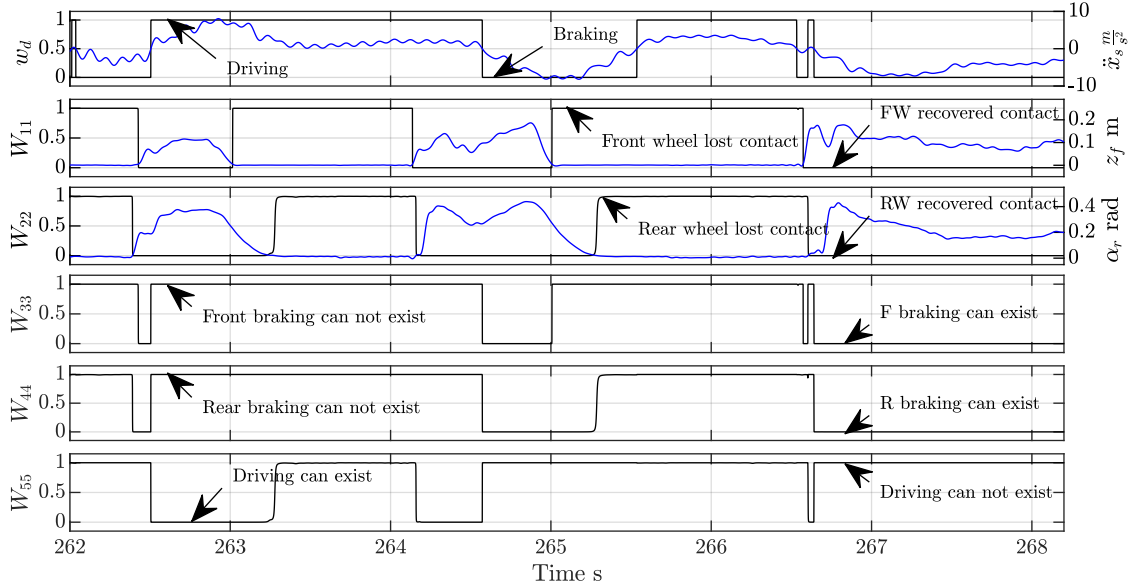 1
0.5
0
w_d
Driving
Braking
10
0
-10
ẍ_s m/s²
1
0.5
0
W_11
Front wheel lost contact
FW recovered contact
0.2
0.1
0
z_f m
1
0.5
0
W_22
Rear wheel lost contact
RW recovered contact
0.4
0.2
0
α_r rad
1
0.5
0
W_33
Front braking can not exist
F braking can exist
1
0.5
0
W_44
Rear braking can not exist
R braking can exist
1
0.5
0
W_55
Driving can exist
Driving can not exist
262 263 264 265 266 267 268
Time s